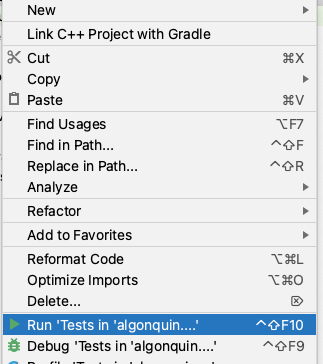 New
Link C++ Project with Gradle
Cut ⌘X
Copy
Paste ⌘V
Find Usages ⌥F7
Find in Path... ^⇧F
Replace in Path... ^⇧R
Analyze
Refactor
Add to Favorites
Reformat Code ⌥⌘L
Optimize Imports ⌥⌘O
Delete... ⌦
Run 'Tests in 'algonquin....' ^⇧F10
Debug 'Tests in 'algonquin....' ^⇧F9